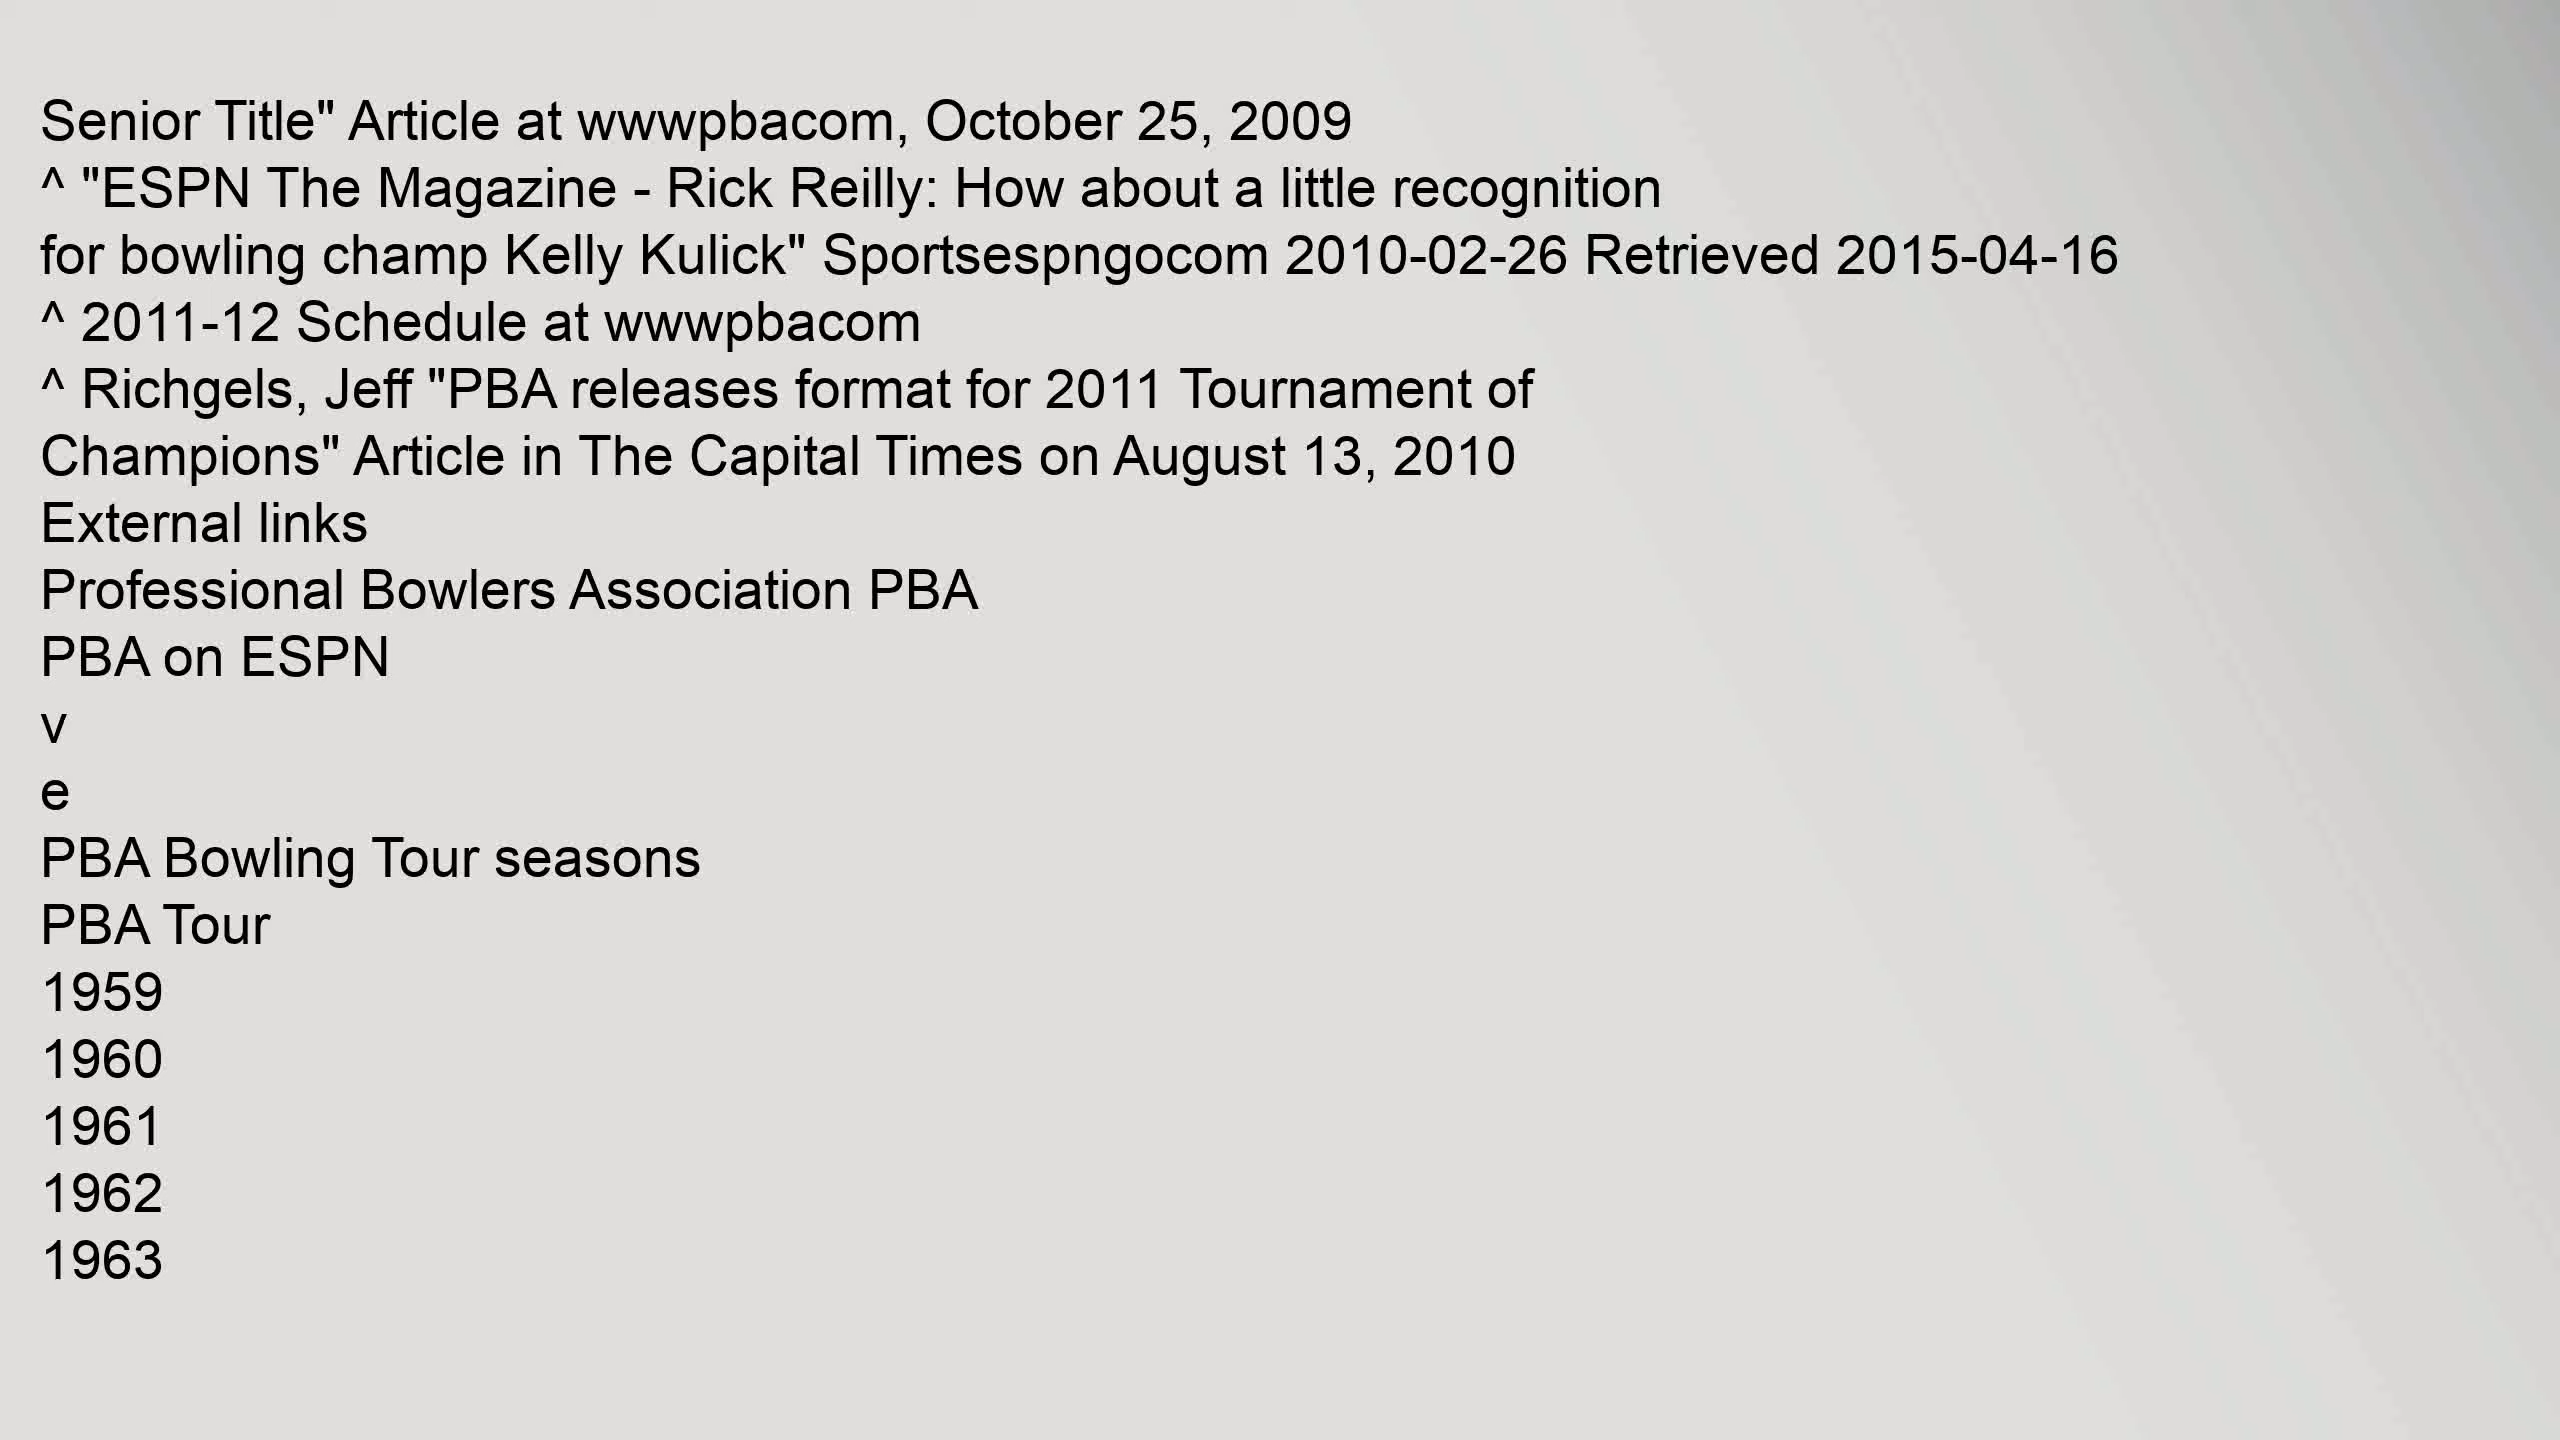 Senior Title" Article at wwwpbacom, October 25, 2009
^ "ESPN The Magazine - Rick Reilly: How about a little recognition
for bowling champ Kelly Kulick" Sportsespngocom 2010-02-26 Retrieved 2015-04-16
^ 2011-12 Schedule at wwwpbacom
^ Richgels, Jeff "PBA releases format for 2011 Tournament of
Champions" Article in The Capital Times on August 13, 2010
External links
Professional Bowlers Association PBA
PBA on ESPN
v
e
PBA Bowling Tour seasons
PBA Tour
1959
1960
1961
1962
1963